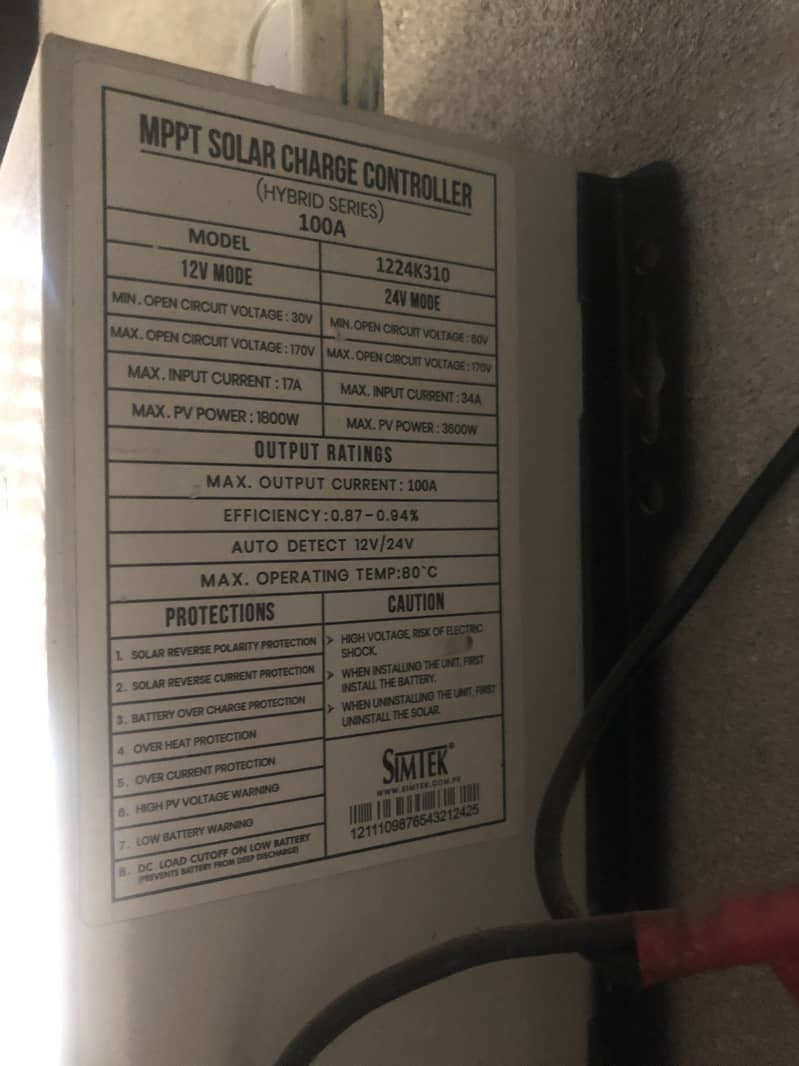 MPPT SOLAR CHARGE CONTROLLER
(HYBRID SERIES)
100A
MODEL
1224K310
12V MODE
24V MODE
MIN. OPEN CIRCUIT VOLTAGE : 30V
MIN. OPEN CIRCUIT VOLTAGE : 60V
MAX. OPEN CIRCUIT VOLTAGE : 170V
MAX. OPEN CIRCUIT VOLTAGE : 170V
MAX. INPUT CURRENT : 17A
MAX. INPUT CURRENT : 34A
MAX. PV POWER : 1800W
MAX. PV POWER : 3600W
OUTPUT RATINGS
MAX. OUTPUT CURRENT : 100A
EFFICIENCY : 0.87 - 0.94%
AUTO DETECT 12V/24V
MAX. OPERATING TEMP:80°C
PROTECTIONS
1. SOLAR REVERSE POLARITY PROTECTION
2. SOLAR REVERSE CURRENT PROTECTION
3. BATTERY OVER CHARGE PROTECTION
4. OVER HEAT PROTECTION
5. OVER CURRENT PROTECTION
6. HIGH PV VOLTAGE WARNING
7. LOW BATTERY WARNING
8. DC LOAD CUTOFF ON LOW BATTERY
(PREVENTS BATTERY FROM DEEP DISCHARGE)
CAUTION
➢ HIGH VOLTAGE, RISK OF ELECTRIC
SHOCK.
➢ WHEN INSTALLING THE UNIT, FIRST
INSTALL THE BATTERY.
➢ WHEN UNINSTALLING THE UNIT, FIRST
UNINSTALL THE SOLAR.
SIMTEK®
WWW.SIMTEK.COM.PK
1211109876543212425